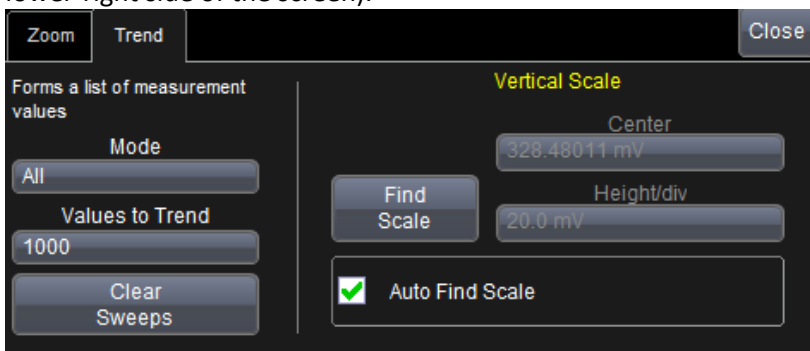 lower right side of the screen).
Zoom
Trend
Close
Forms a list of measurement
values
Mode
All
Values to Trend
1000
Clear
Sweeps
Vertical Scale
Center
328.48011 mV
Find
Scale
Height/div
20.0 mV
Auto Find Scale